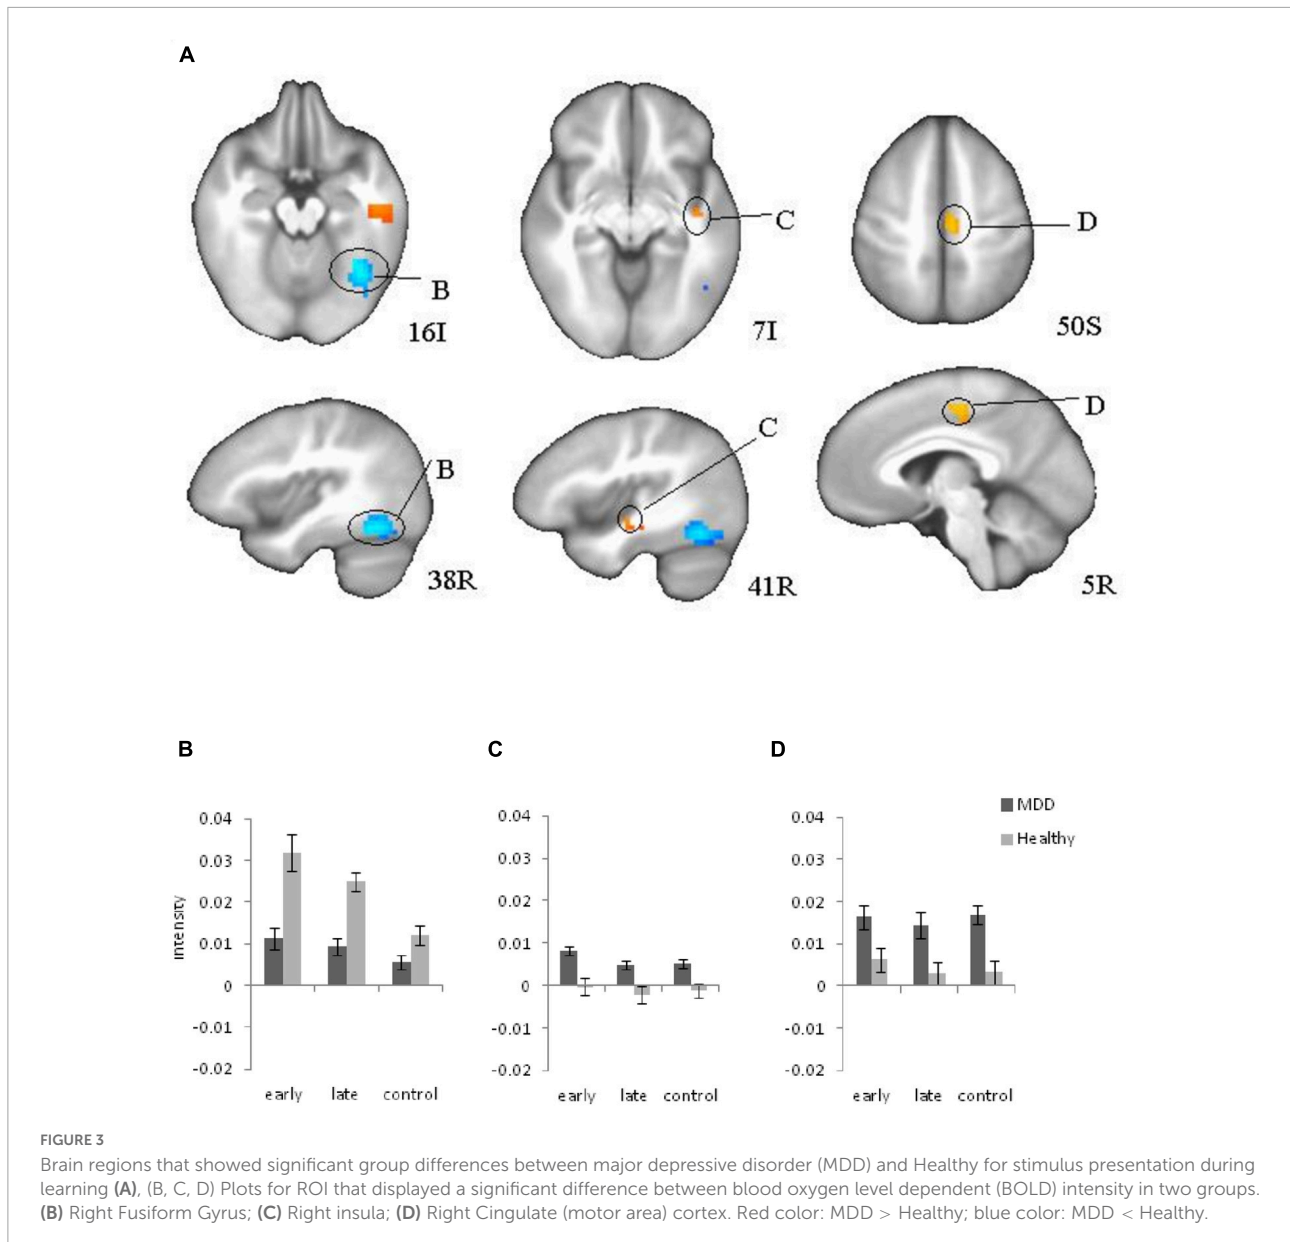 A
B
16I
C
7I
D
50S
B
38R
C
41R
D
5R
B
C
D
MDD
Healthy
Intensity
0.04
0.03
0.02
0.01
0
-0.01
-0.02
early late control
0.04
0.03
0.02
0.01
0
-0.01
-0.02
early late control
0.04
0.03
0.02
0.01
0
-0.01
-0.02
early late control
FIGURE 3
Brain regions that showed significant group differences between major depressive disorder (MDD) and Healthy for stimulus presentation during
learning (A), (B, C, D) Plots for ROI that displayed a significant difference between blood oxygen level dependent (BOLD) intensity in two groups.
(B) Right Fusiform Gyrus; (C) Right insula; (D) Right Cingulate (motor area) cortex. Red color: MDD > Healthy; blue color: MDD < Healthy.